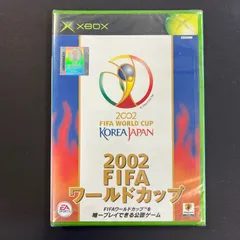 XBOX
2002
FIFA WORLD CUP
KOREA JAPAN
2002
FIFA
ワールドカップ
FIFAワールドカップ™を
唯一プレイできる公認ゲーム
EA